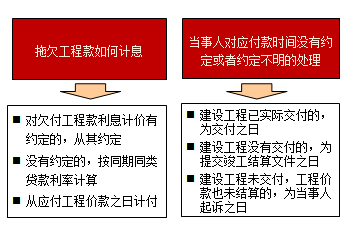 拖欠工程款如何计息
当事人对应付款时间没有约
定或者约定不明的处理
■ 对欠付工程款利息计价有
约定的，从其约定
■ 没有约定的，按同期同类
贷款利率计算
■ 从应付工程价款之日计付
■ 建设工程已实际交付的，
为交付之日
■ 建设工程没有交付的，为
提交竣工结算文件之日
■ 建设工程未交付，工程价
款也未结算的，为当事人
起诉之日